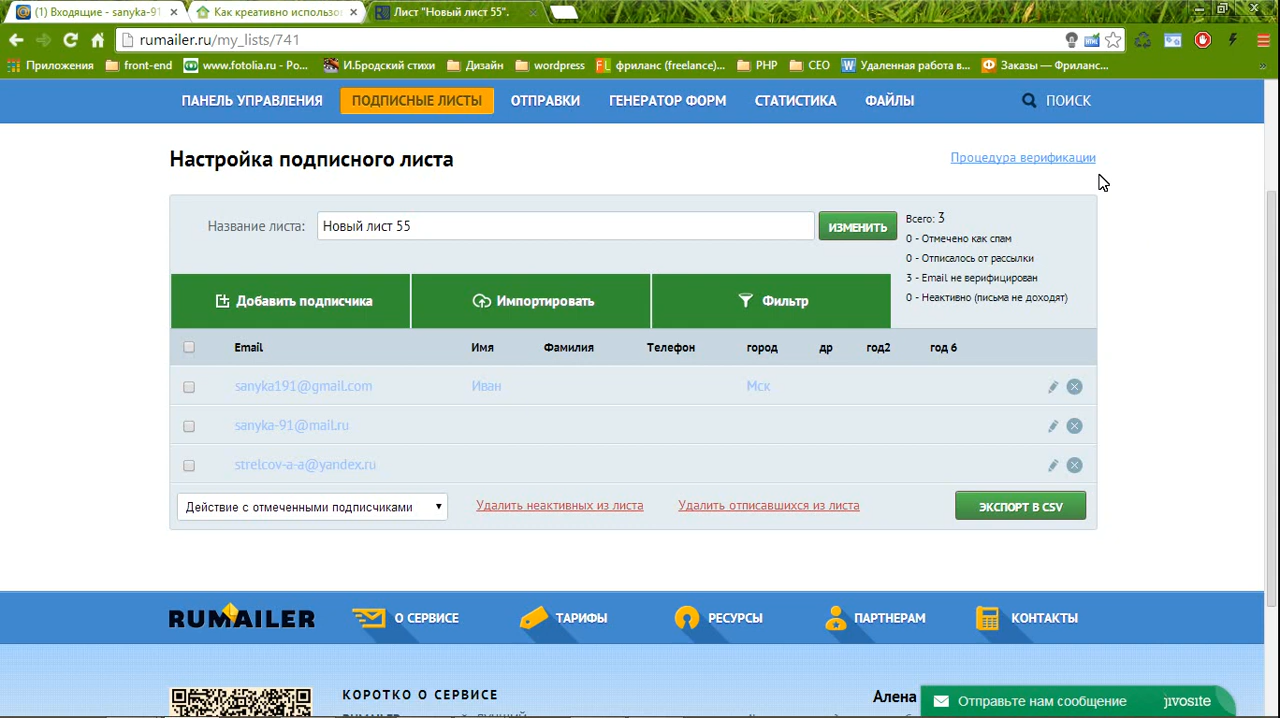 (1) Входящие - sanyka-91
Как креативно использо
Лист "Новый лист 55".
rumailer.ru/my_lists/741
Приложения
front-end
www.fotolia.ru - Po...
И.Бродский стихи
Дизайн
wordpress
фриланс (freelance)...
PHP
СЕО
Удаленная работа в...
Заказы — Фриланс...
ПАНЕЛЬ УПРАВЛЕНИЯ
ПОДПИСНЫЕ ЛИСТЫ
ОТПРАВКИ
ГЕНЕРАТОР ФОРМ
СТАТИСТИКА
ФАЙЛЫ
ПОИСК
Настройка подписного листа
Процедура верификации
Название листа:
Новый лист 55
ИЗМЕНИТЬ
Всего: 3
0 - Отмечено как спам
0 - Отписалось от рассылки
3 - Email не верифицирован
0 - Неактивно (письма не доходят)
Добавить подписчика
Импортировать
Фильтр
Email Имя Фамилия Телефон город др год2 год 6
sanyka191@gmail.com Иван Мск
sanyka-91@mail.ru
strelcov-a-a@yandex.ru
Действие с отмеченными подписчиками
Удалить неактивных из листа
Удалить отписавшихся из листа
ЭКСПОРТ В CSV
RUMAILER
О СЕРВИСЕ
ТАРИФЫ
РЕСУРСЫ
ПАРТНЕРАМ
КОНТАКТЫ
КОРОТКО О СЕРВИСЕ
Алена
Отправьте нам сообщение
jivosite